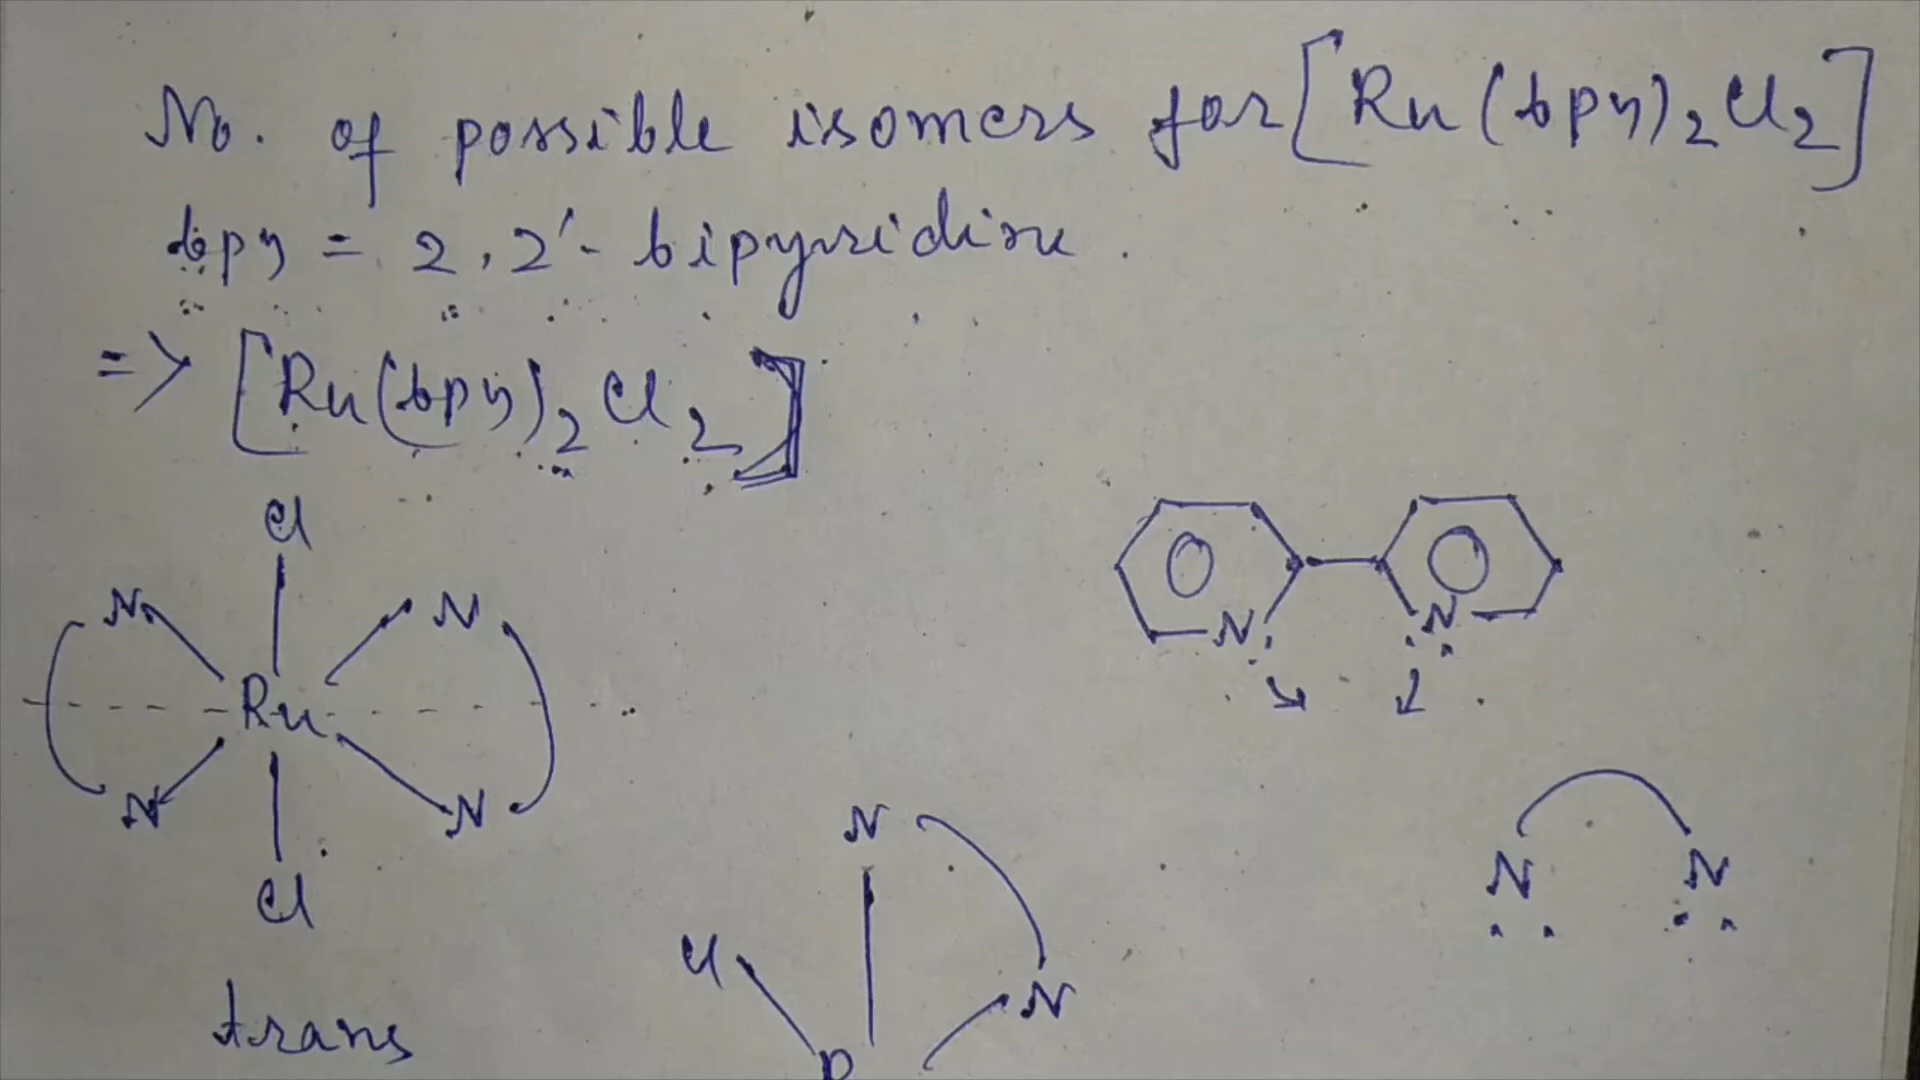 No. of possible isomers for [Ru(bpy)₂Cl₂]
bpy = 2,2'- bipyridine.
=> [Ru(bpy)₂Cl₂]
Cl
N N
Ru
N N
Cl
trans
N N
N
Cl
N
N N